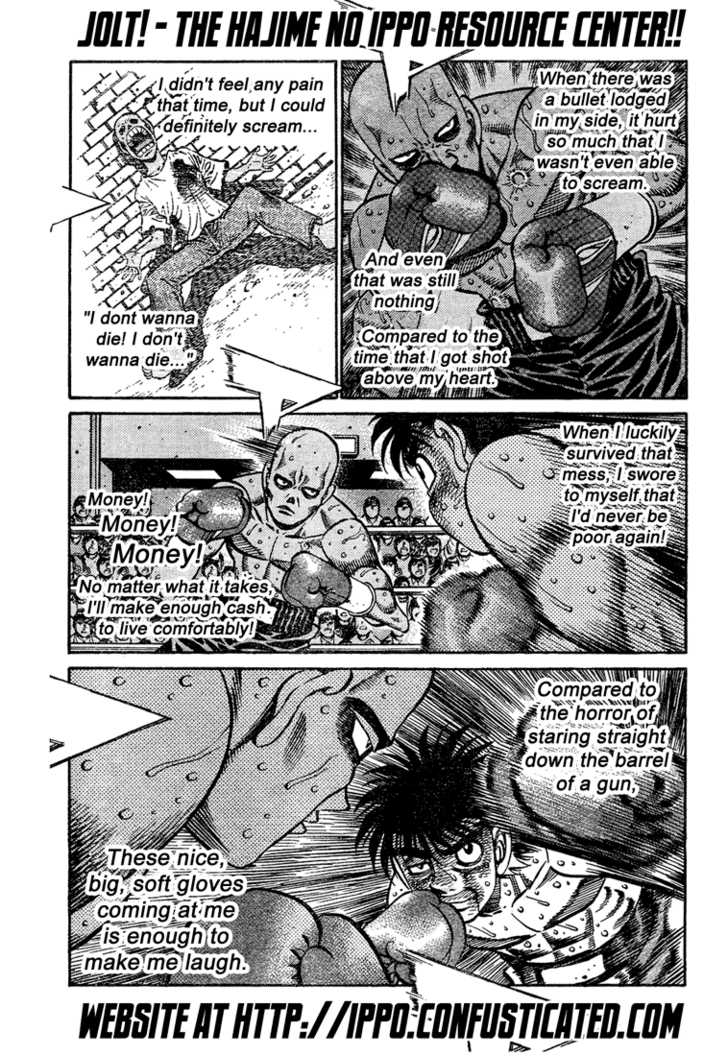 JOLT! - THE HAJIME NO IPPO RESOURCE CENTER!!
When there was
a bullet lodged
in my side, it hurt
so much that I
wasn't even able
to scream.
And even
that was still
nothing
Compared to the
time that I got shot
above my heart.
I didn't feel any pain
that time, but I could
definitely scream...
"I dont wanna
die! I don't
wanna die..."
When I luckily
survived that
mess, I swore
to myself that
I'd never be
poor again!
Money!
Money!
Money!
No matter what it takes,
I'll make enough cash
to live comfortably!
Compared to
the horror of
staring straight
down the barrel
of a gun,
These nice,
big, soft gloves
coming at me
is enough to
make me laugh.
WEBSITE AT HTTP://IPPO.CONFUSTICATED.COM